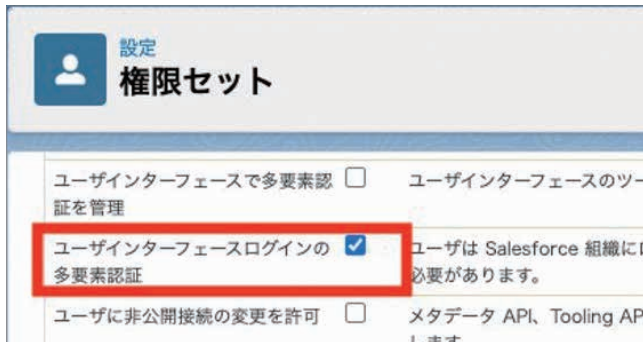 設定
権限セット
ユーザインターフェースで多要素認
証を管理
ユーザインターフェースのツー
ユーザインターフェースログインの
多要素認証
ユーザは Salesforce 組織に
必要があります。
ユーザに非公開接続の変更を許可
メタデータ API、Tooling AP
します